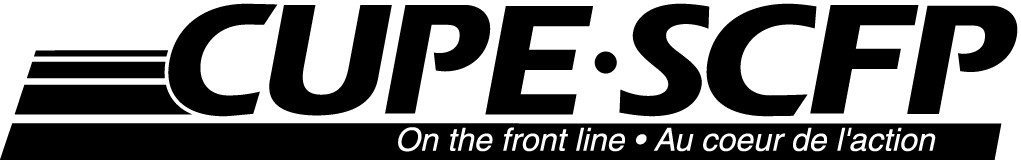 CUPE•SCFP
On the front line • Au coeur de l'action